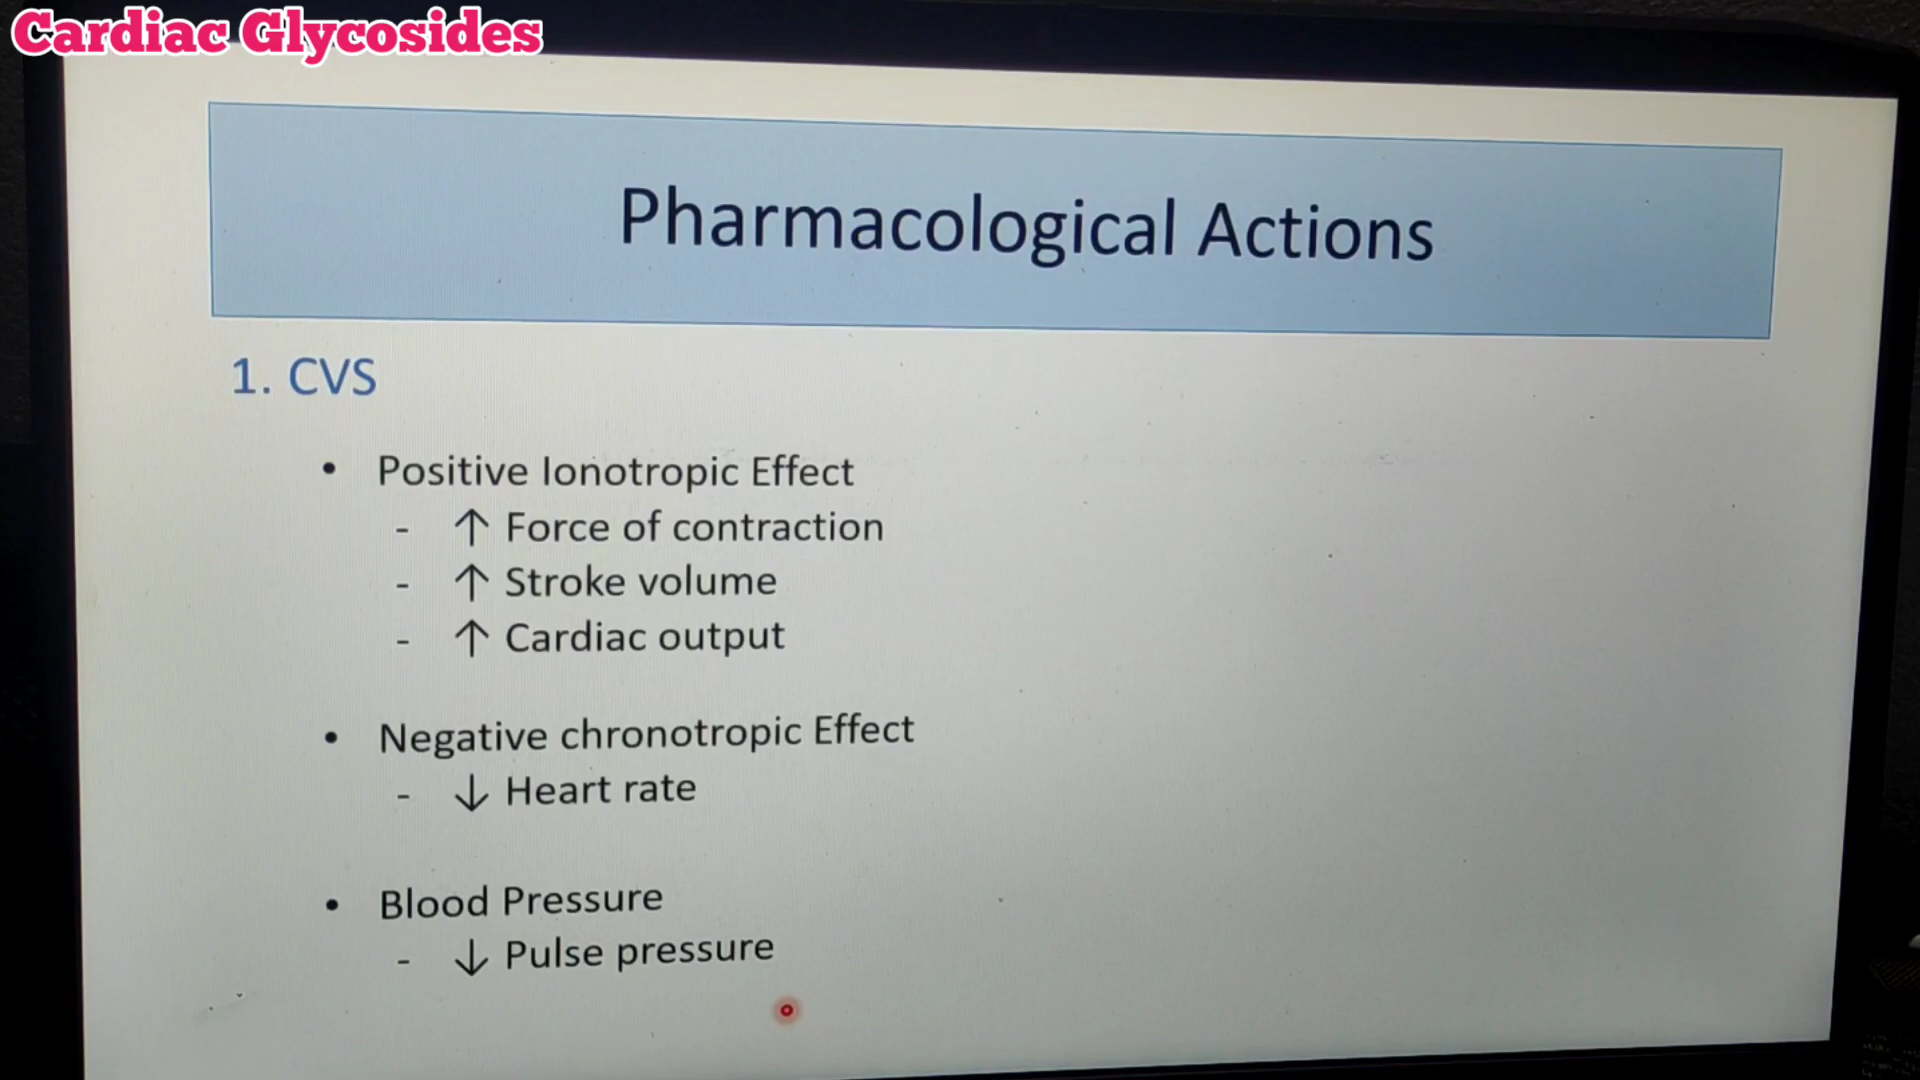 Cardiac Glycosides
Pharmacological Actions
1. CVS
• Positive Ionotropic Effect
- ↑ Force of contraction
- ↑ Stroke volume
- ↑ Cardiac output
• Negative chronotropic Effect
- ↓ Heart rate
• Blood Pressure
- ↓ Pulse pressure